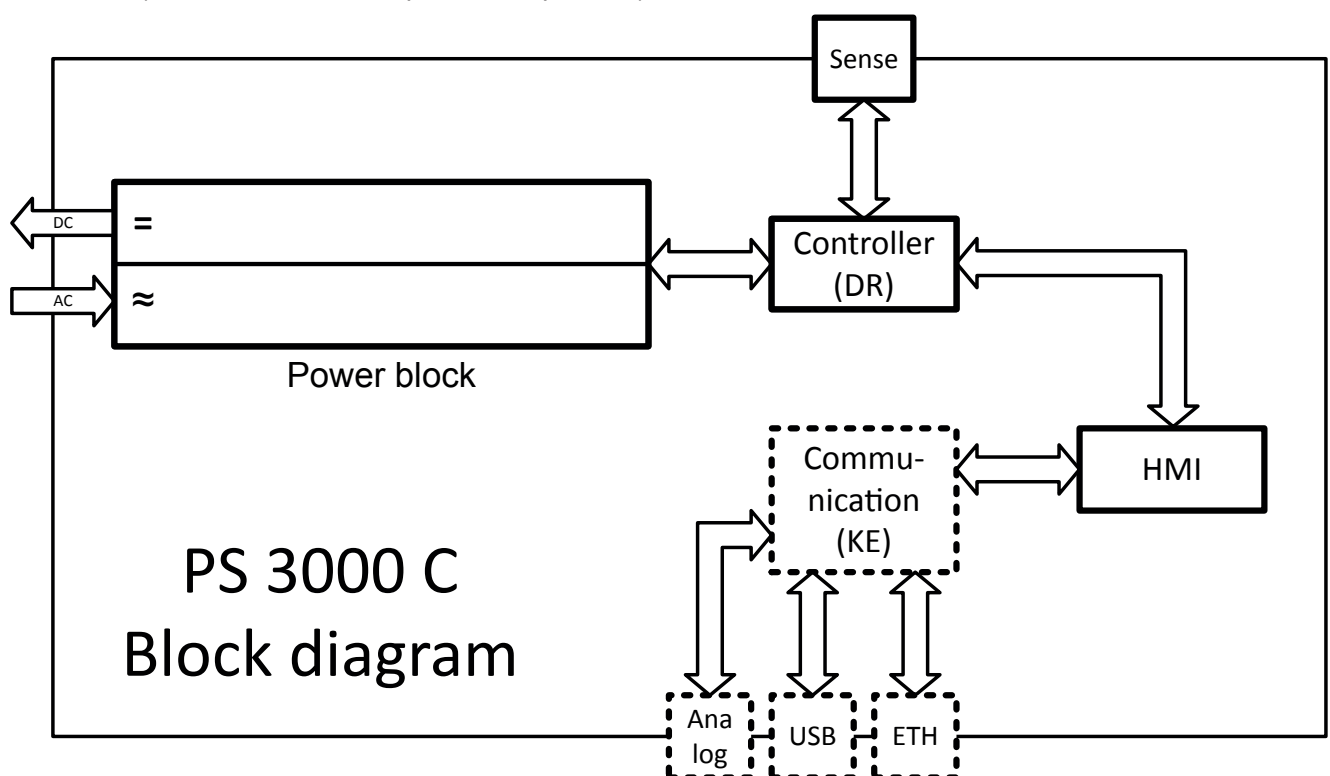 Sense
DC
=
Controller
(DR)
AC
≈
Power block
Commu-
nication
(KE)
HMI
PS 3000 C
Block diagram
Ana
log
USB
ETH